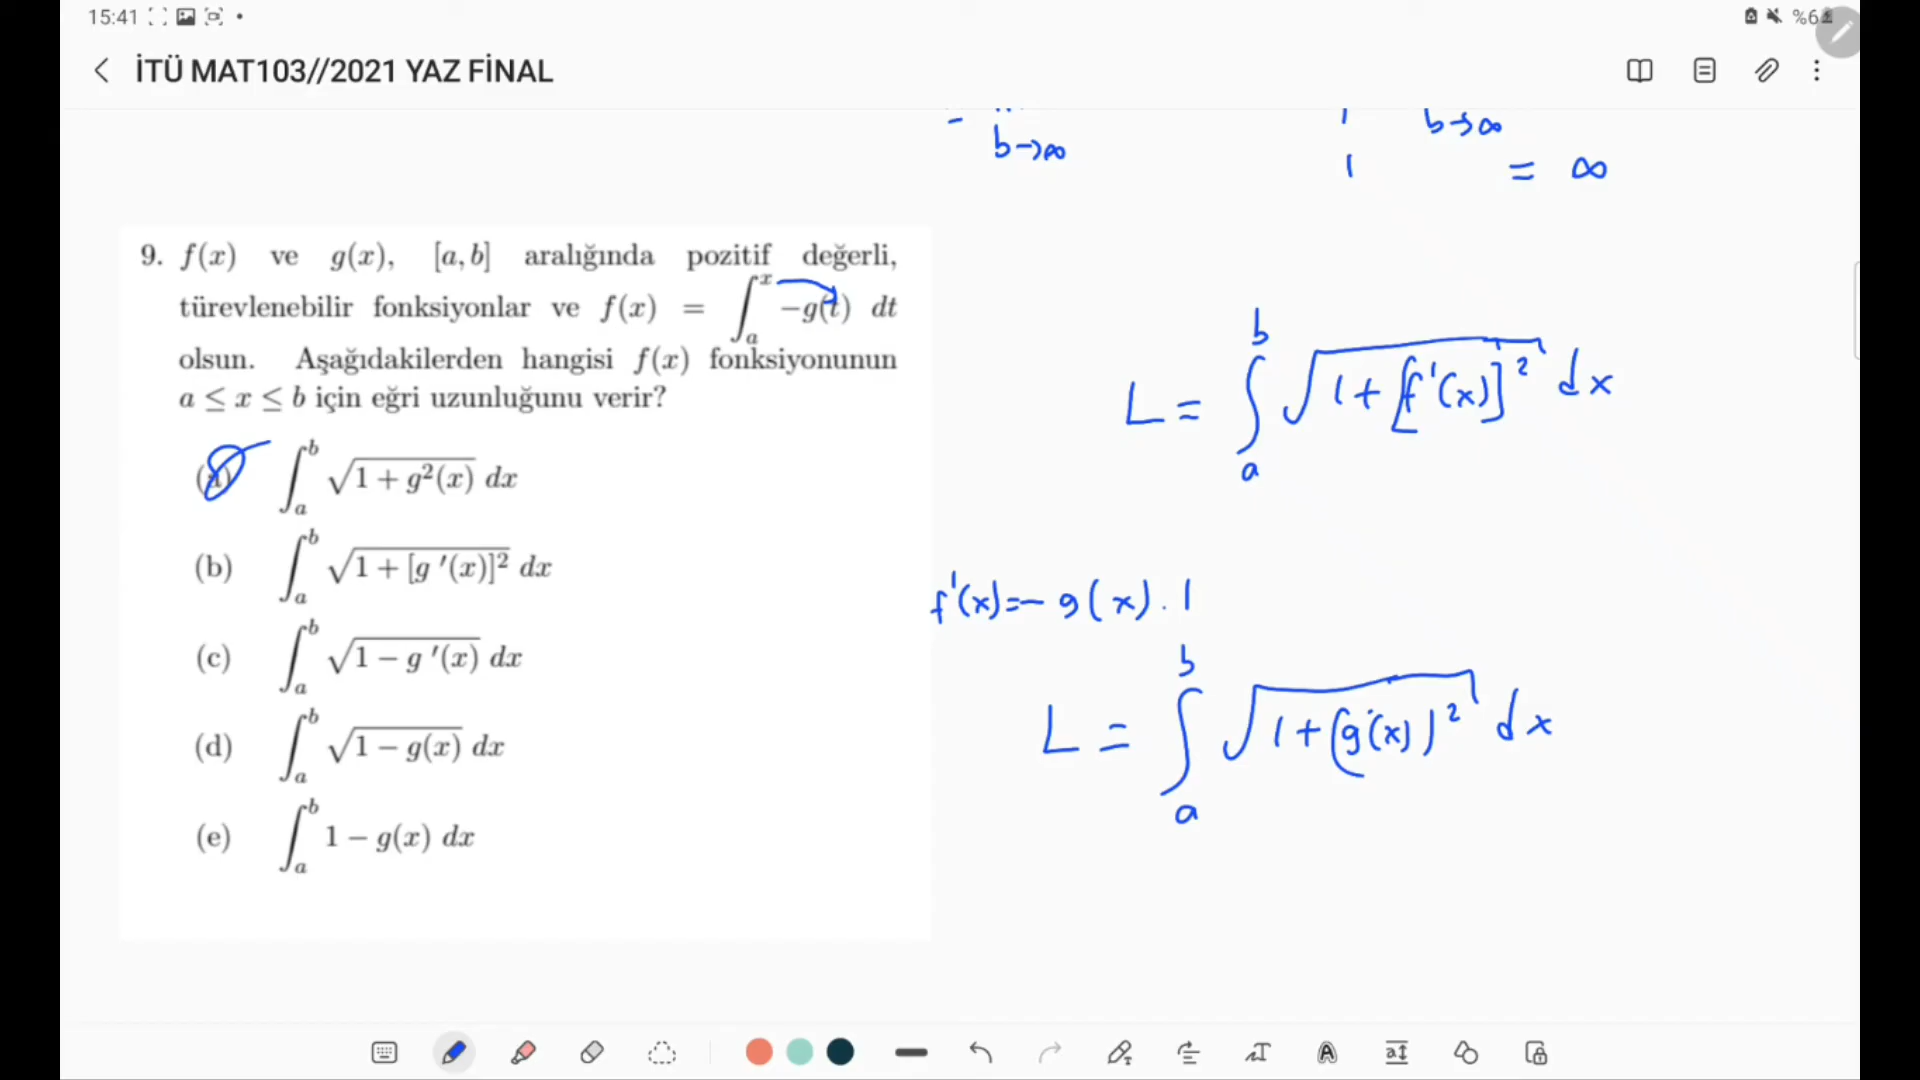 15:41
%6
İTÜ MAT103//2021 YAZ FİNAL
b→∞
b→∞
= ∞
9. f(x) ve g(x), [a, b] aralığında pozitif değerli,
türevlenebilir fonksiyonlar ve f(x) = ∫_a^x −g(t) dt
olsun. Aşağıdakilerden hangisi f(x) fonksiyonunun
a ≤ x ≤ b için eğri uzunluğunu verir?
(a) ∫_a^b √(1 + g²(x)) dx
(b) ∫_a^b √(1 + [g ′(x)]²) dx
(c) ∫_a^b √(1 − g ′(x)) dx
(d) ∫_a^b √(1 − g(x)) dx
(e) ∫_a^b 1 − g(x) dx
L = ∫_a^b √(1 + [f'(x)]²) dx
f'(x) = − g(x) . 1
L = ∫_a^b √(1 + (g(x))²) dx